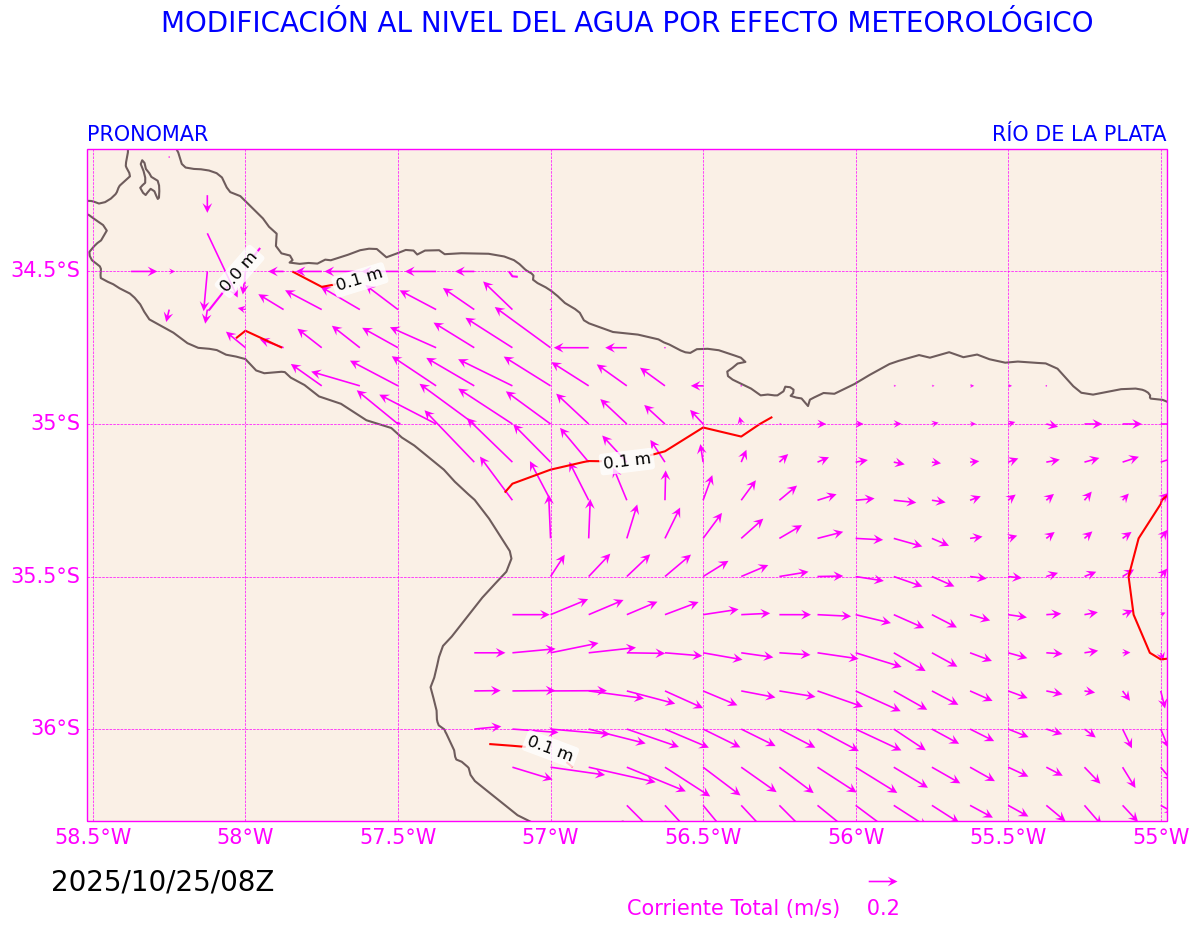 MODIFICACIÓN AL NIVEL DEL AGUA POR EFECTO METEOROLÓGICO
PRONOMAR
RÍO DE LA PLATA
0.0 m
34.5°S
0.1 m
35°S
0.1 m
35.5°S
36°S
0.1 m
58.5°W
58°W
57.5°W
57°W
56.5°W
56°W
55.5°W
55°W
2025/10/25/08Z
Corriente Total (m/s)
0.2